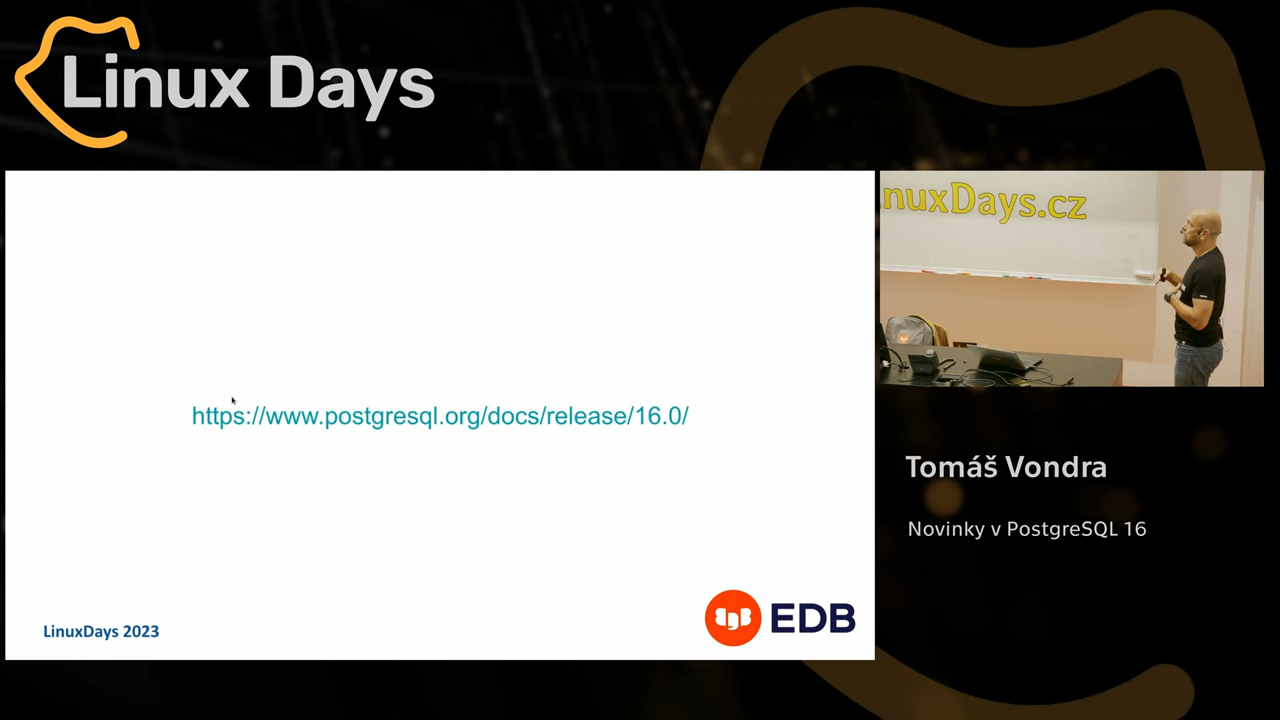 Linux Days
nuxDays.cz
https://www.postgresql.org/docs/release/16.0/
Tomáš Vondra
Novinky v PostgreSQL 16
LinuxDays 2023
EDB